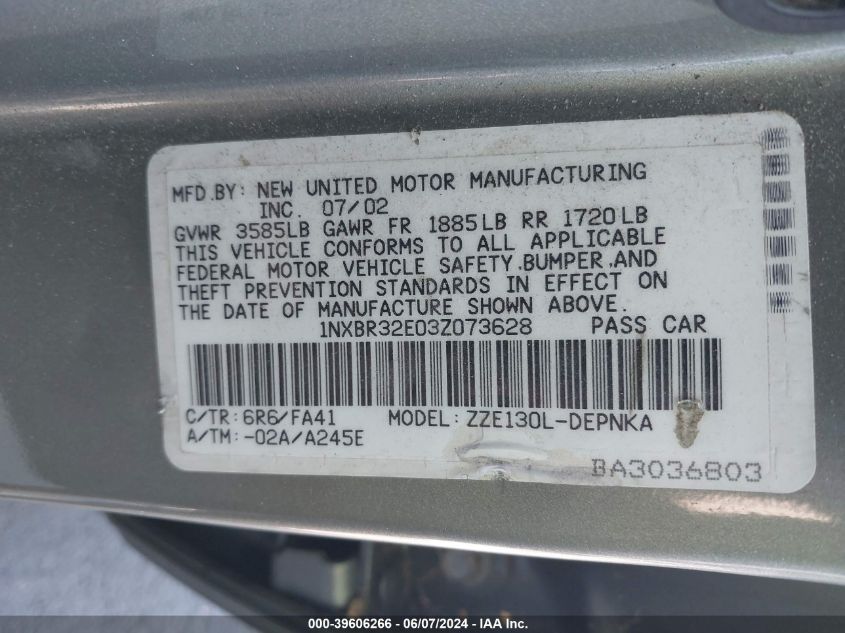 MFD.BY: NEW UNITED MOTOR MANUFACTURING
INC. 07/02
GVWR 3585LB GAWR FR 1885LB RR 1720LB
THIS VEHICLE CONFORMS TO ALL APPLICABLE
FEDERAL MOTOR VEHICLE SAFETY.BUMPER.AND
THEFT PREVENTION STANDARDS IN EFFECT ON
THE DATE OF MANUFACTURE SHOWN ABOVE.
1NXBR32E03Z073628 PASS CAR
C/TR: 6R6/FA41 MODEL: ZZE130L-DEPNKA
A/TM: -02A/A245E
BA3036803
000-39606266 - 06/07/2024 - IAAI.COM